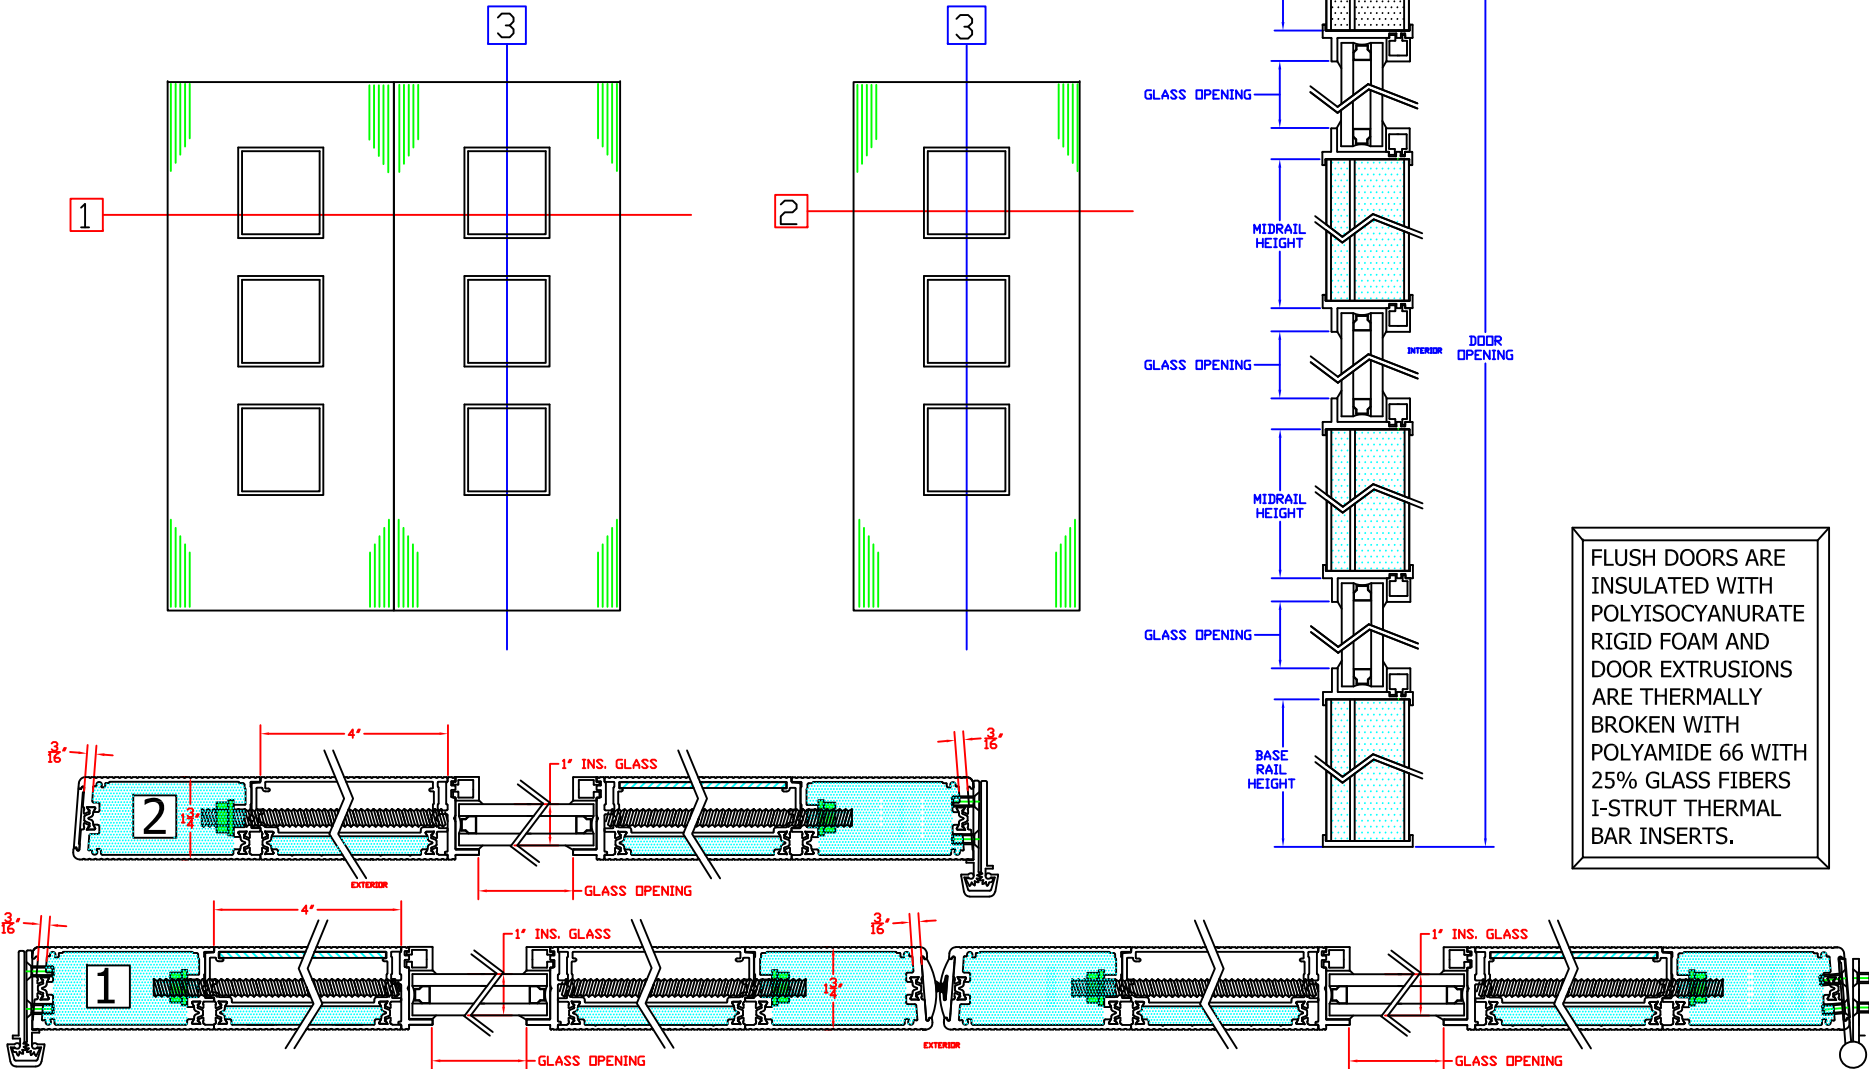 3
3
GLASS OPENING
1
2
MIDRAIL
HEIGHT
GLASS OPENING
INTERIOR
DOOR
OPENING
MIDRAIL
HEIGHT
GLASS OPENING
FLUSH DOORS ARE
INSULATED WITH
POLYISOCYANURATE
RIGID FOAM AND
DOOR EXTRUSIONS
ARE THERMALLY
BROKEN WITH
POLYAMIDE 66 WITH
25% GLASS FIBERS
I-STRUT THERMAL
BAR INSERTS.
BASE
RAIL
HEIGHT
3/16"
4"
1" INS. GLASS
3/16"
2
1 3/4"
EXTERIOR
GLASS OPENING
3/16"
4"
1" INS. GLASS
3/16"
1" INS. GLASS
1
1 3/4"
EXTERIOR
GLASS OPENING
GLASS OPENING